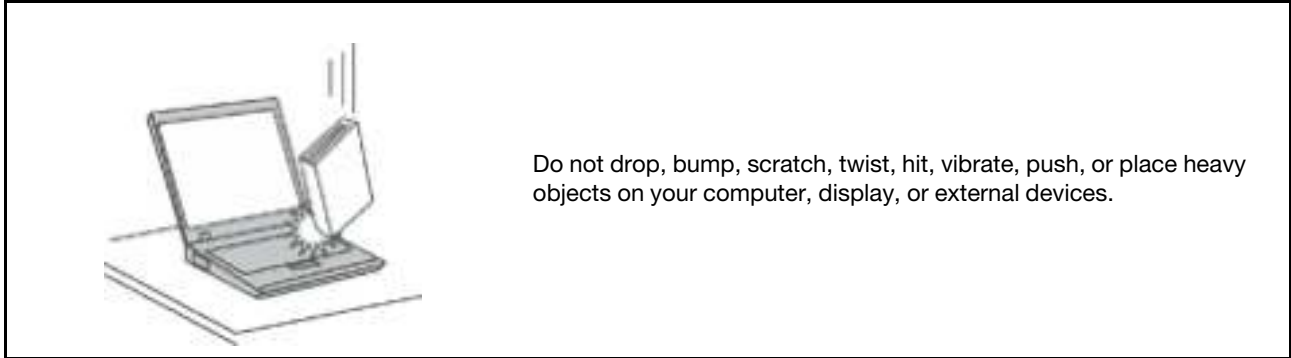 Do not drop, bump, scratch, twist, hit, vibrate, push, or place heavy
objects on your computer, display, or external devices.